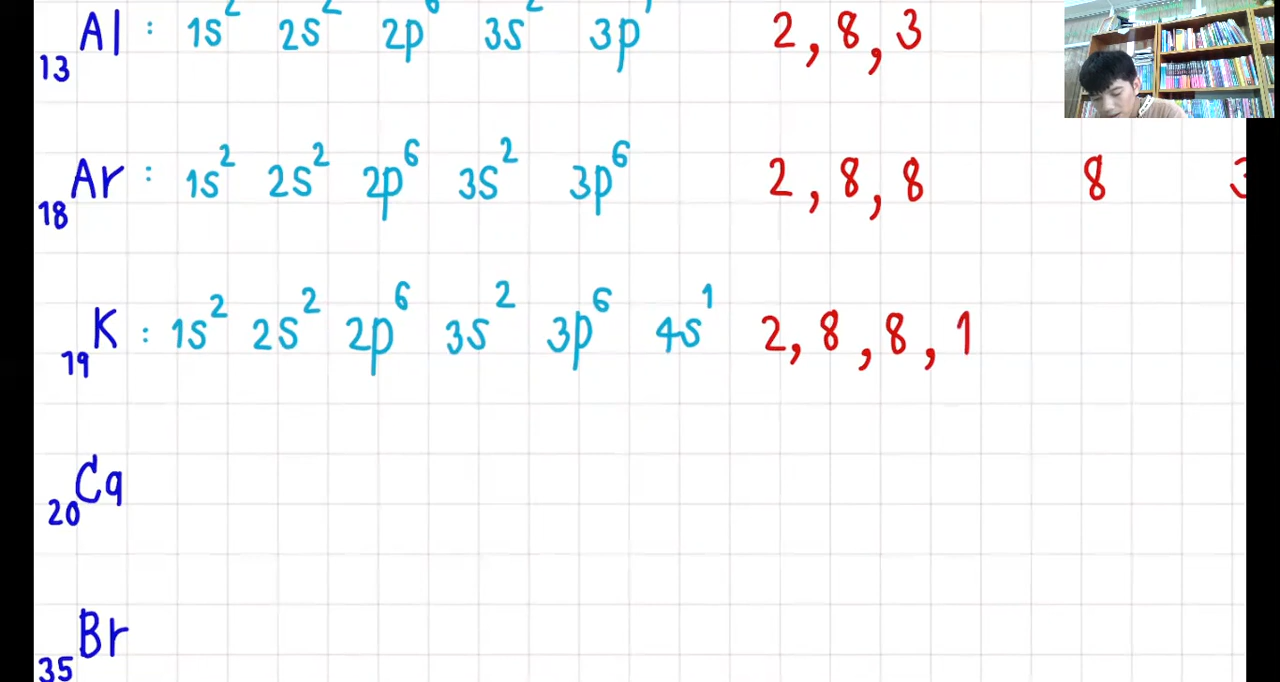 ₁₃Al : 1s² 2s² 2p⁶ 3s² 3p¹ 2, 8, 3
₁₈Ar : 1s² 2s² 2p⁶ 3s² 3p⁶ 2, 8, 8 8 3
₁₉K : 1s² 2s² 2p⁶ 3s² 3p⁶ 4s¹ 2, 8, 8, 1
₂₀Ca
₃₅Br